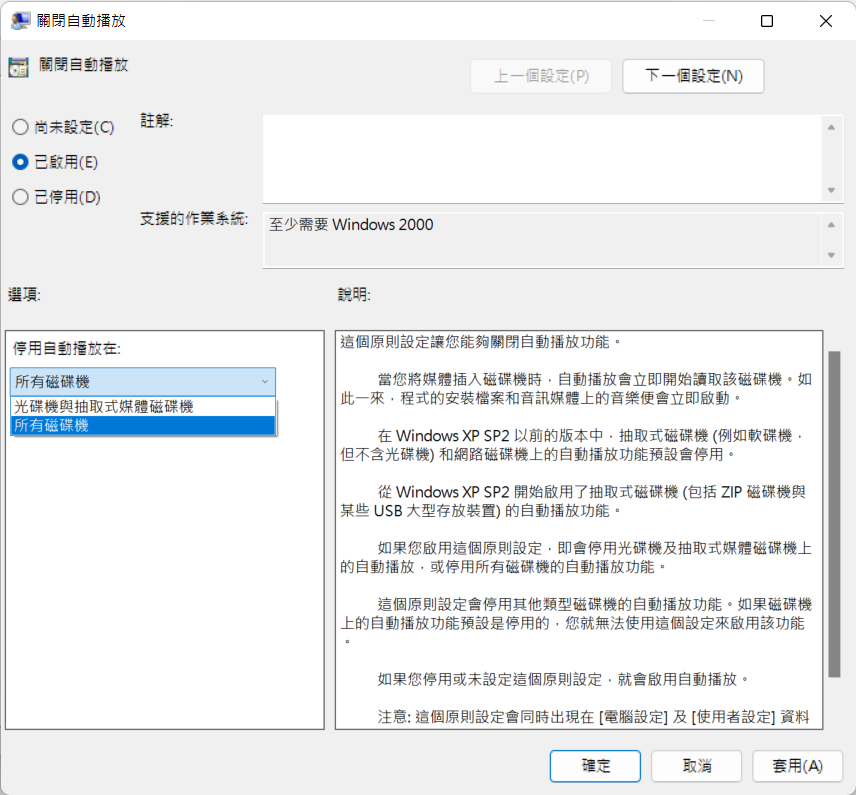 關閉自動播放
關閉自動播放
上一個設定(P)
下一個設定(N)
尚未設定(C)
已啟用(E)
已停用(D)
註解:
支援的作業系統:
至少需要 Windows 2000
選項:
說明:
停用自動播放在:
所有磁碟機
光碟機與抽取式媒體磁碟機
所有磁碟機
這個原則設定讓您能夠關閉自動播放功能。
當您將媒體插入磁碟機時，自動播放會立即開始讀取該磁碟機。如
此一來，程式的安裝檔案和音訊媒體上的音樂便會立即啟動。
在 Windows XP SP2 以前的版本中，抽取式磁碟機 (例如軟碟機，
但不含光碟機) 和網路磁碟機上的自動播放功能預設會停用。
從 Windows XP SP2 開始啟用了抽取式磁碟機 (包括 ZIP 磁碟機與
某些 USB 大型存放裝置) 的自動播放功能。
如果您啟用這個原則設定，即會停用光碟機及抽取式媒體磁碟機上
的自動播放，或停用所有磁碟機的自動播放功能。
這個原則設定會停用其他類型磁碟機的自動播放功能。如果磁碟機
上的自動播放功能預設是停用的，您就無法使用這個設定來啟用該功能
。
如果您停用或未設定這個原則設定，就會啟用自動播放。
注意: 這個原則設定會同時出現在 [電腦設定] 及 [使用者設定] 資料
確定
取消
套用(A)